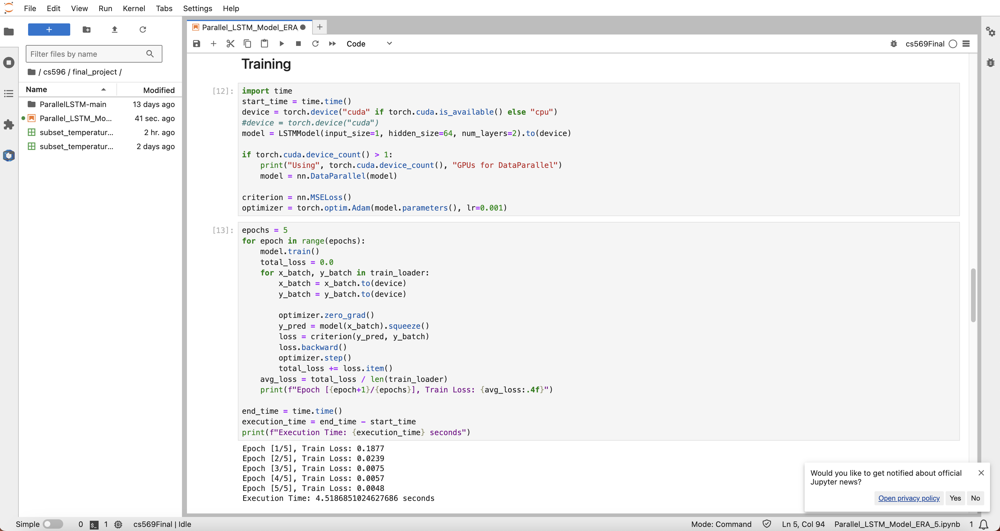 File Edit View Run Kernel Tabs Settings Help
+
Filter files by name
/ cs596 / final_project /
Name Modified
ParallelLSTM-main 13 days ago
Parallel_LSTM_Mo... 41 sec. ago
subset_temperatur... 2 hr. ago
subset_temperatur... 2 days ago
Parallel_LSTM_Model_ERA
Code
cs569Final
Training
[12]:
import time
start_time = time.time()
device = torch.device("cuda" if torch.cuda.is_available() else "cpu")
#device = torch.device("cuda")
model = LSTMModel(input_size=1, hidden_size=64, num_layers=2).to(device)
if torch.cuda.device_count() > 1:
    print("Using", torch.cuda.device_count(), "GPUs for DataParallel")
    model = nn.DataParallel(model)
criterion = nn.MSELoss()
optimizer = torch.optim.Adam(model.parameters(), lr=0.001)
[13]:
epochs = 5
for epoch in range(epochs):
    model.train()
    total_loss = 0.0
    for x_batch, y_batch in train_loader:
        x_batch = x_batch.to(device)
        y_batch = y_batch.to(device)
        optimizer.zero_grad()
        y_pred = model(x_batch).squeeze()
        loss = criterion(y_pred, y_batch)
        loss.backward()
        optimizer.step()
        total_loss += loss.item()
    avg_loss = total_loss / len(train_loader)
    print(f"Epoch [{epoch+1}/{epochs}], Train Loss: {avg_loss:.4f}")
end_time = time.time()
execution_time = end_time - start_time
print(f"Execution Time: {execution_time} seconds")
Epoch [1/5], Train Loss: 0.1877
Epoch [2/5], Train Loss: 0.0239
Epoch [3/5], Train Loss: 0.0075
Epoch [4/5], Train Loss: 0.0057
Epoch [5/5], Train Loss: 0.0048
Execution Time: 4.5186851024627686 seconds
Would you like to get notified about official
Jupyter news?
Open privacy policy Yes No
Simple 0 $_ 1 cs569Final | Idle Mode: Command Ln 5, Col 94 Parallel_LSTM_Model_ERA_5.ipynb 1